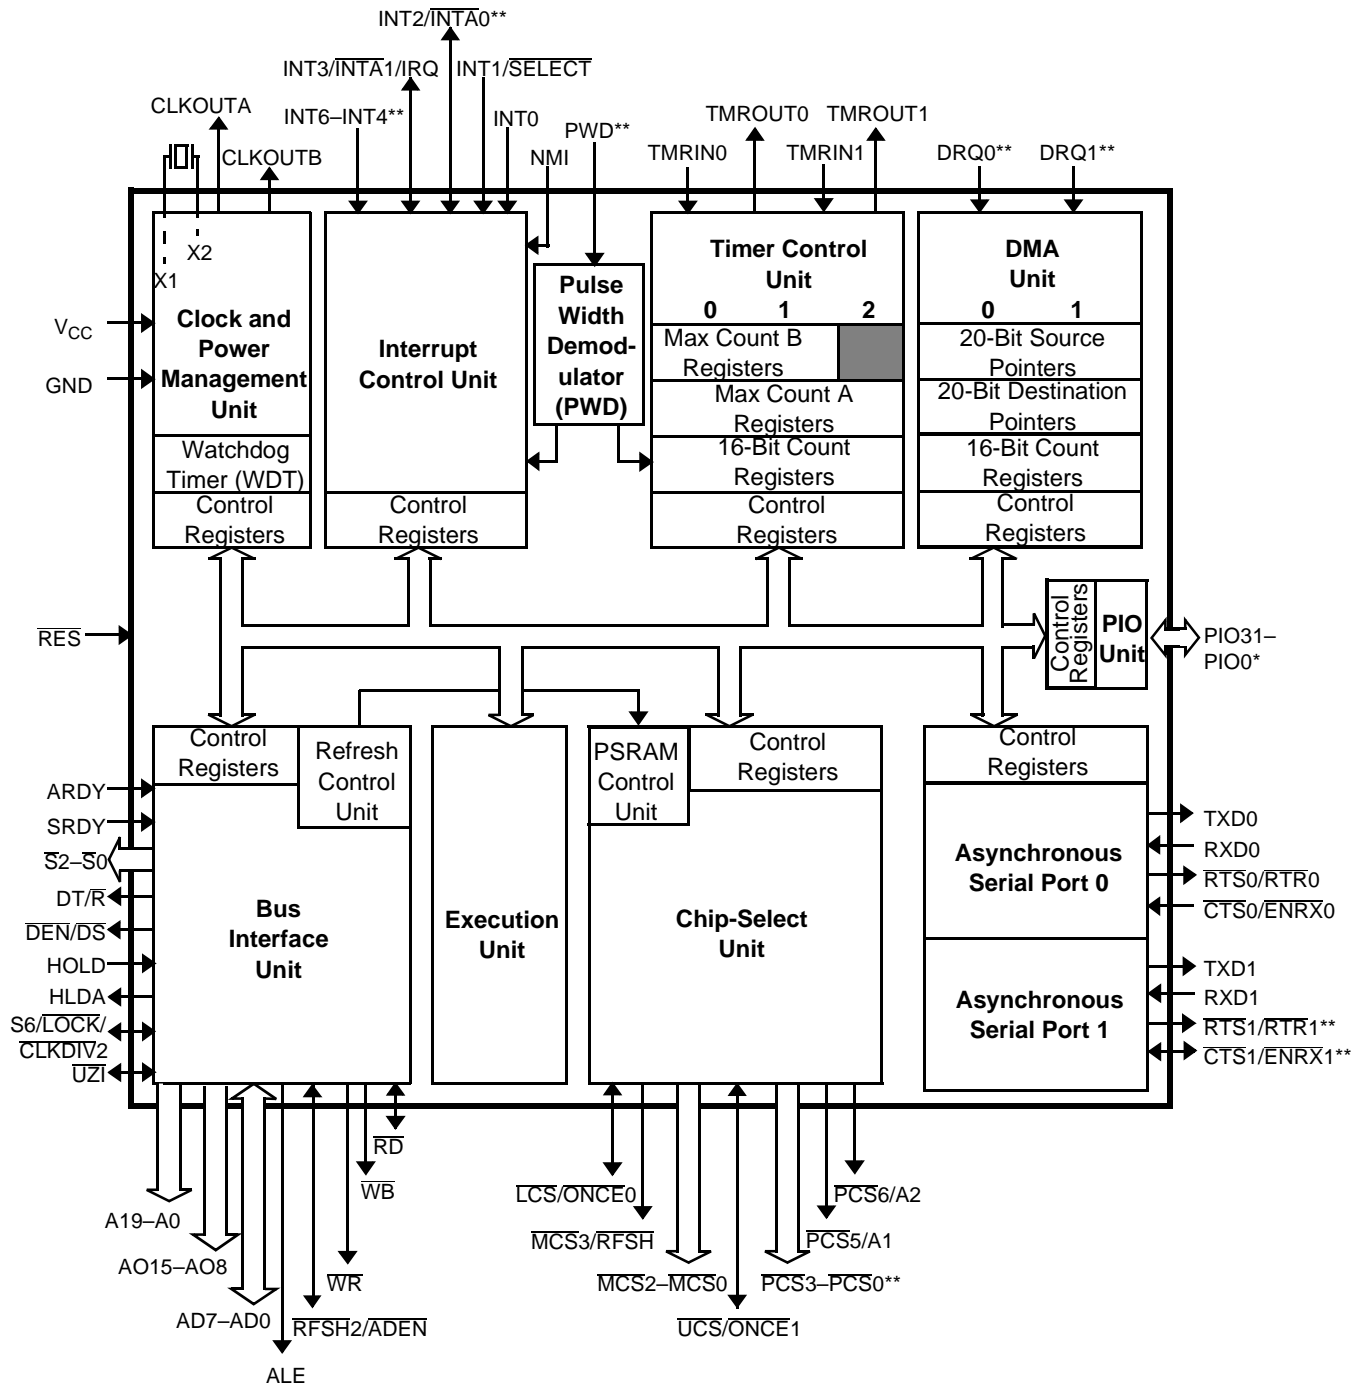 INT2/INTA0**
INT3/INTA1/IRQ
INT1/SELECT
CLKOUTA
INT6–INT4**
INT0
PWD**
TMROUT0
TMROUT1
CLKOUTB
NMI
TMRIN0
TMRIN1
DRQ0**
DRQ1**
X2
X1
VCC
GND
Clock and
Power
Management
Unit
Watchdog
Timer (WDT)
Control
Registers
Interrupt
Control Unit
Control
Registers
Pulse
Width
Demod-
ulator
(PWD)
Timer Control
Unit
0 1 2
Max Count B
Registers
Max Count A
Registers
16-Bit Count
Registers
Control
Registers
DMA
Unit
0 1
20-Bit Source
Pointers
20-Bit Destination
Pointers
16-Bit Count
Registers
Control
Registers
RES
Control
Registers
PIO
Unit
PIO31–
PIO0*
Control
Registers
Refresh
Control
Unit
Bus
Interface
Unit
Execution
Unit
PSRAM
Control
Unit
Control
Registers
Chip-Select
Unit
Control
Registers
Asynchronous
Serial Port 0
Asynchronous
Serial Port 1
ARDY
SRDY
S2–S0
DT/R
DEN/DS
HOLD
HLDA
S6/LOCK/
CLKDIV2
UZI
TXD0
RXD0
RTS0/RTR0
CTS0/ENRX0
TXD1
RXD1
RTS1/RTR1**
CTS1/ENRX1**
RD
WB
A19–A0
AO15–AO8
WR
AD7–AD0
RFSH2/ADEN
ALE
LCS/ONCE0
PCS6/A2
MCS3/RFSH
PCS5/A1
MCS2–MCS0
PCS3–PCS0**
UCS/ONCE1